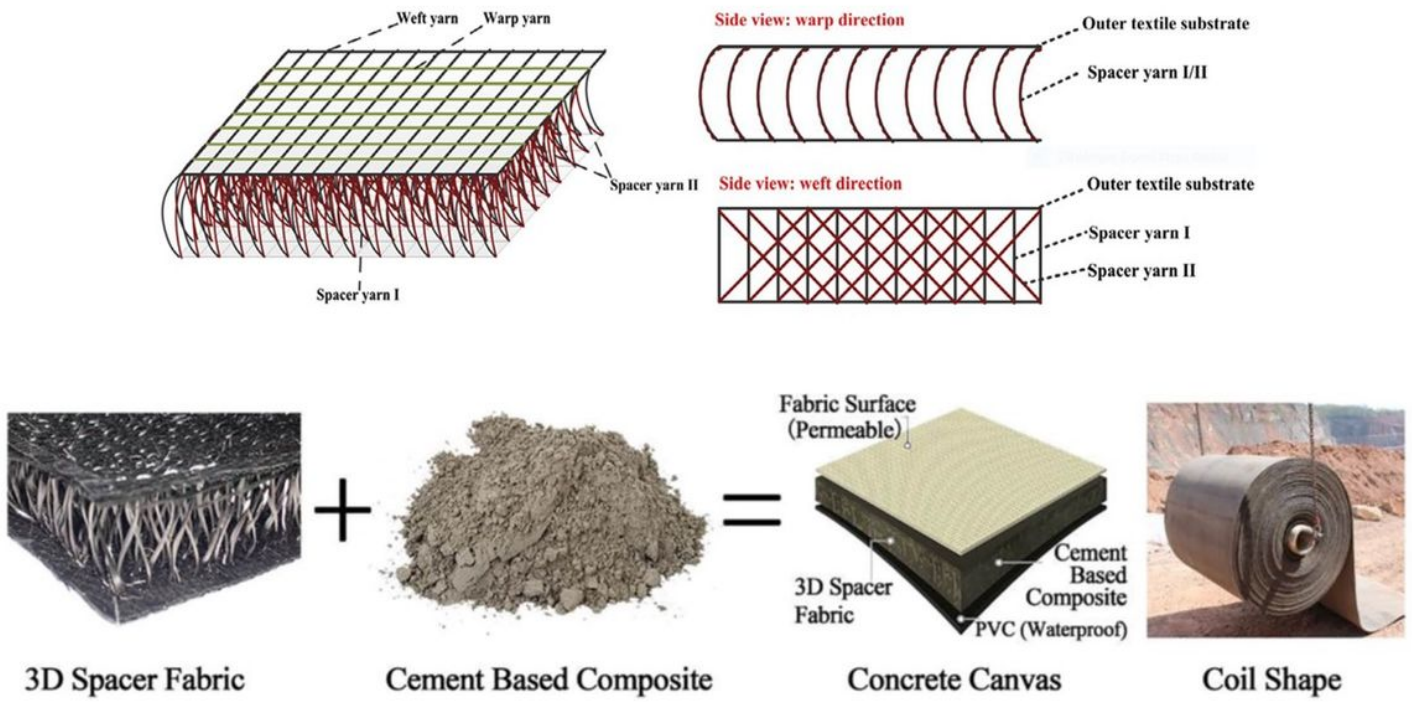 Weft yarn
Warp yarn
Spacer yarn II
Spacer yarn I
Side view: warp direction
Outer textile substrate
Spacer yarn I/II
Side view: weft direction
Outer textile substrate
Spacer yarn I
Spacer yarn II
Fabric Surface
(Permeable)
3D Spacer
Fabric
Cement
Based
Composite
PVC (Waterproof)
3D Spacer Fabric
Cement Based Composite
Concrete Canvas
Coil Shape